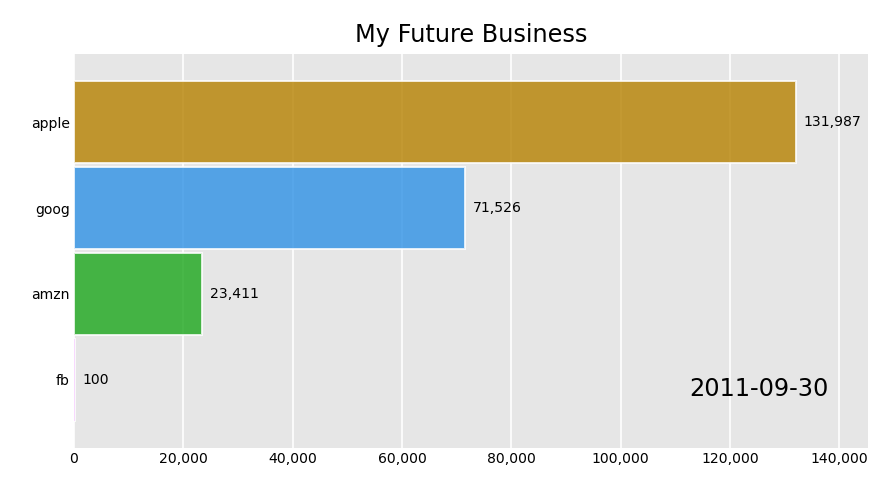 My Future Business
apple 131,987
goog 71,526
amzn 23,411
fb 100
2011-09-30
0 20,000 40,000 60,000 80,000 100,000 120,000 140,000